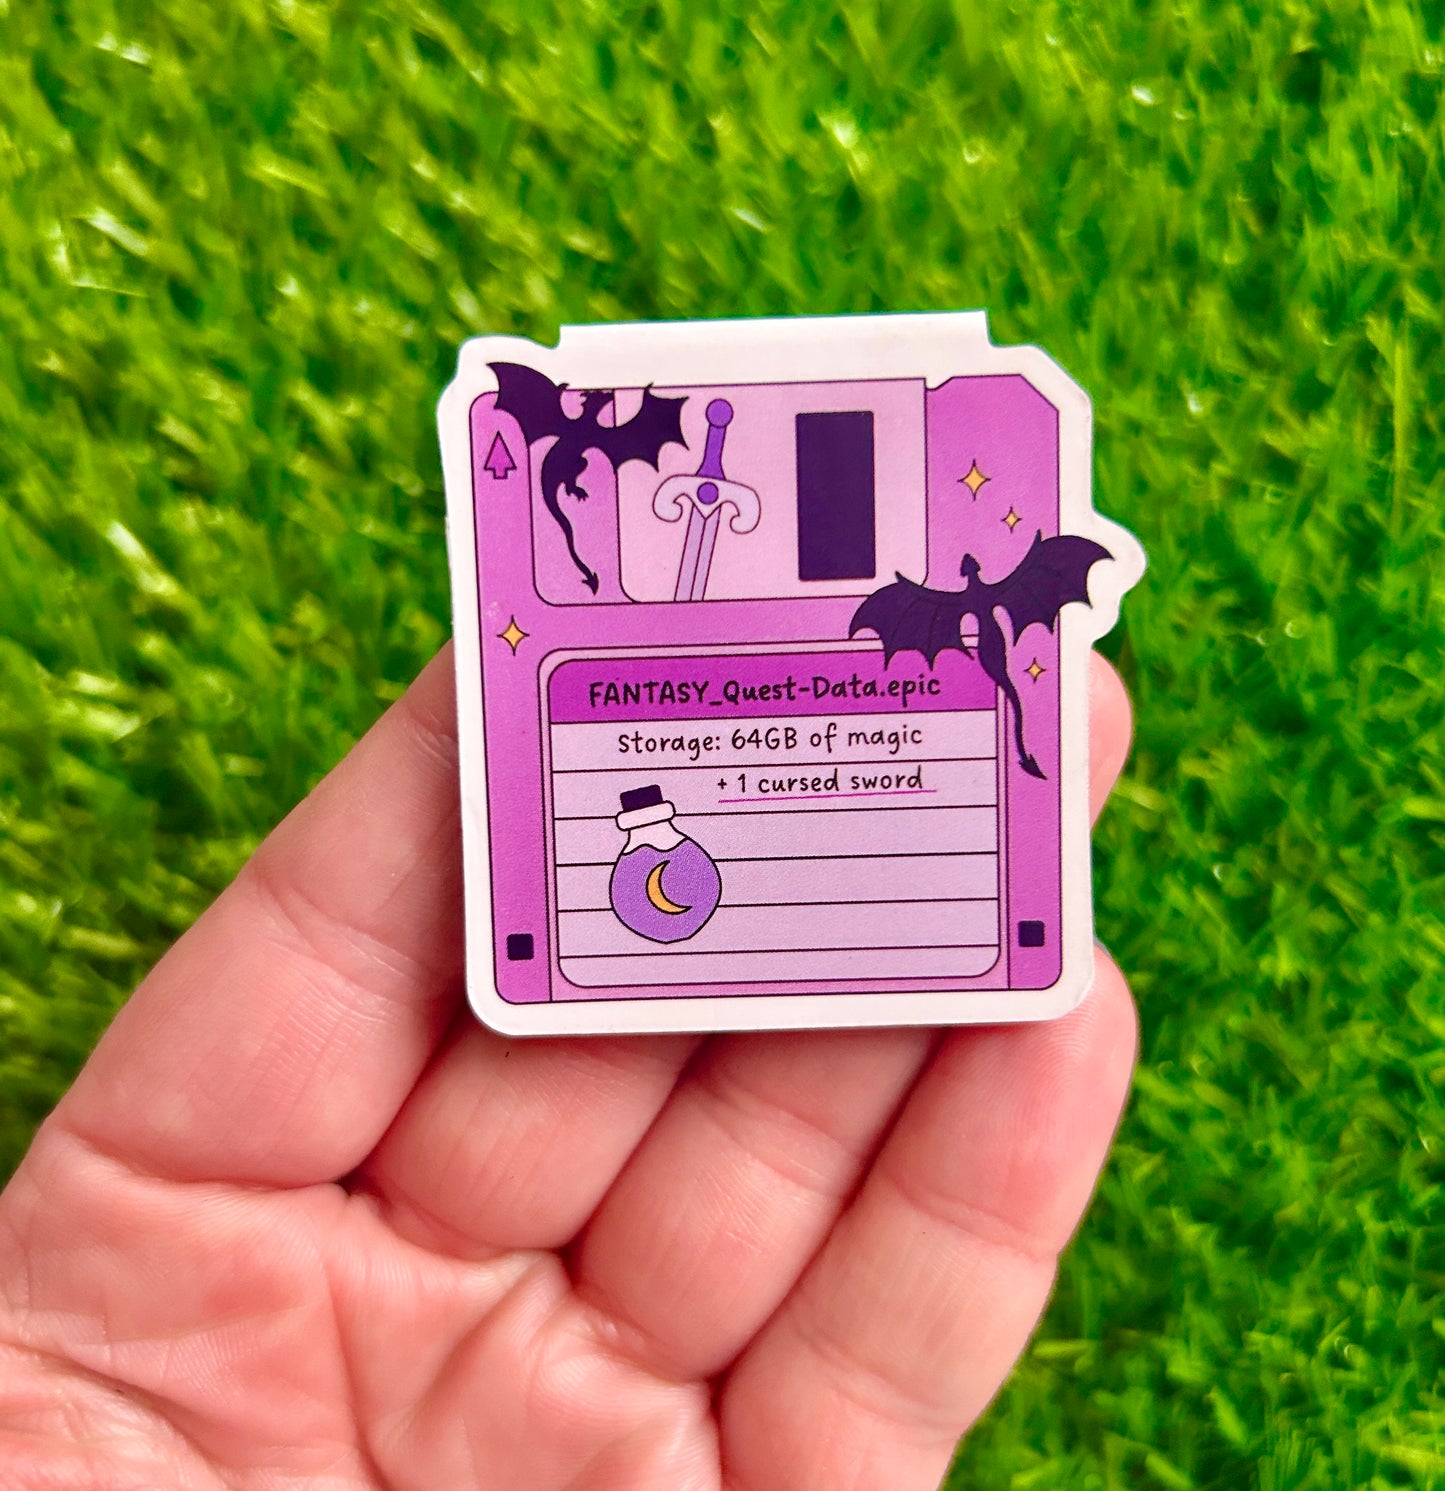 FANTASY_Quest-Data.epic
Storage: 64GB of magic
+ 1 cursed sword